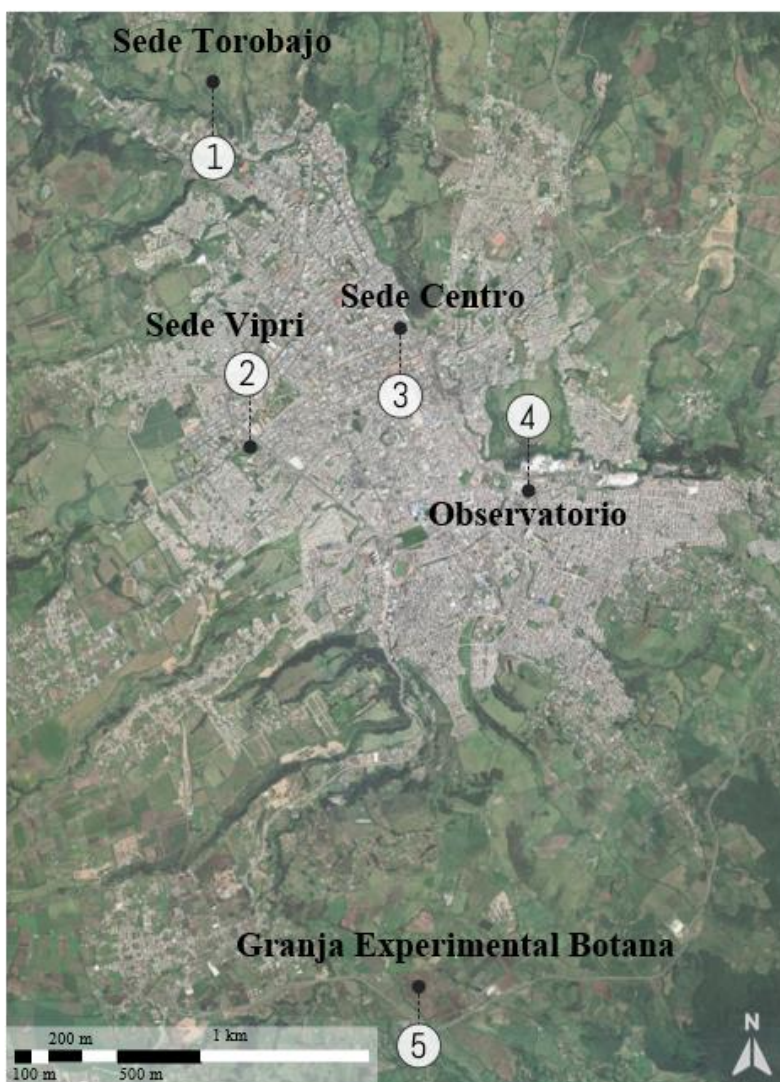 Sede Torobajo
1
Sede Centro
Sede Vipri
2
3
4
Observatorio
Granja Experimental Botana
5
N
200 m
1 km
100 m
500 m